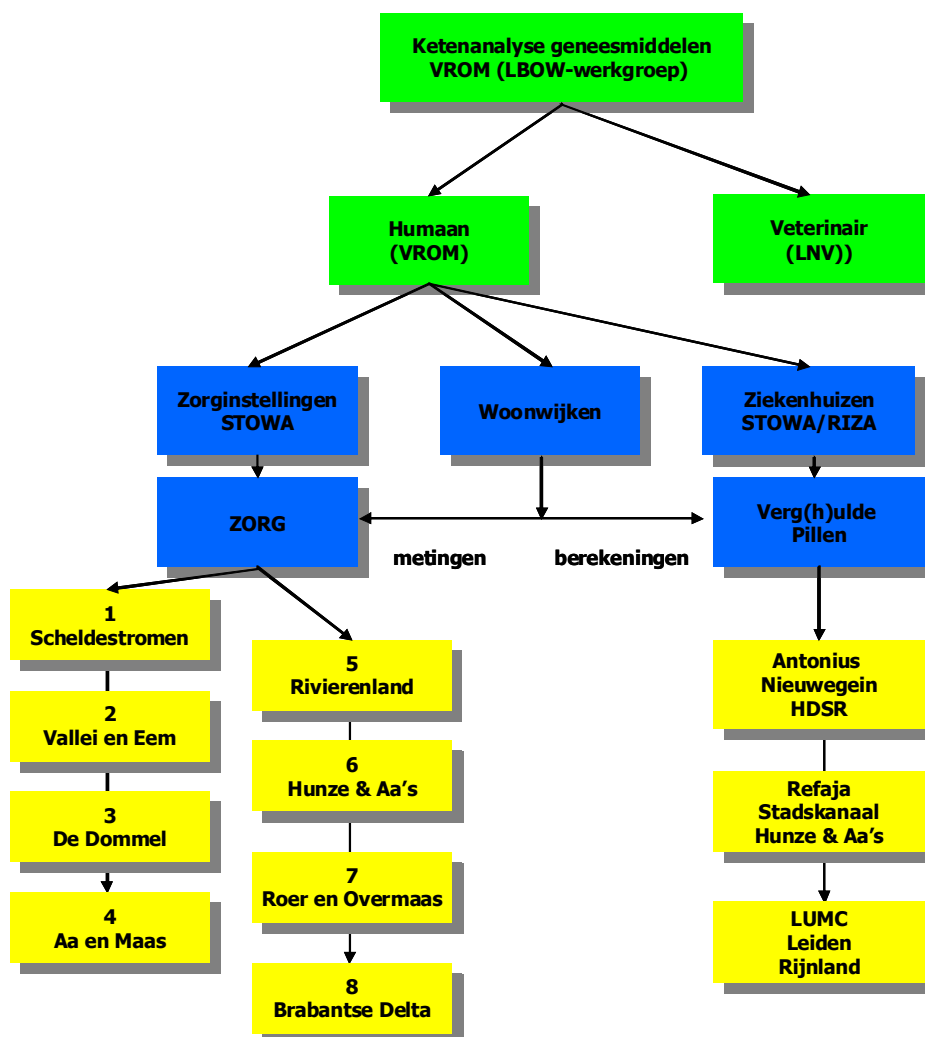 Ketenanalyse geneesmiddelen
VROM (LBOW-werkgroep)
Humaan
(VROM)
Veterinair
(LNV))
Zorginstellingen
STOWA
Woonwijken
Ziekenhuizen
STOWA/RIZA
ZORG
metingen
berekeningen
Verg(h)ulde
Pillen
1
Scheldestromen
2
Vallei en Eem
3
De Dommel
4
Aa en Maas
5
Rivierenland
6
Hunze & Aa's
7
Roer en Overmaas
8
Brabantse Delta
Antonius
Nieuwegein
HDSR
Refaja
Stadskanaal
Hunze & Aa's
LUMC
Leiden
Rijnland